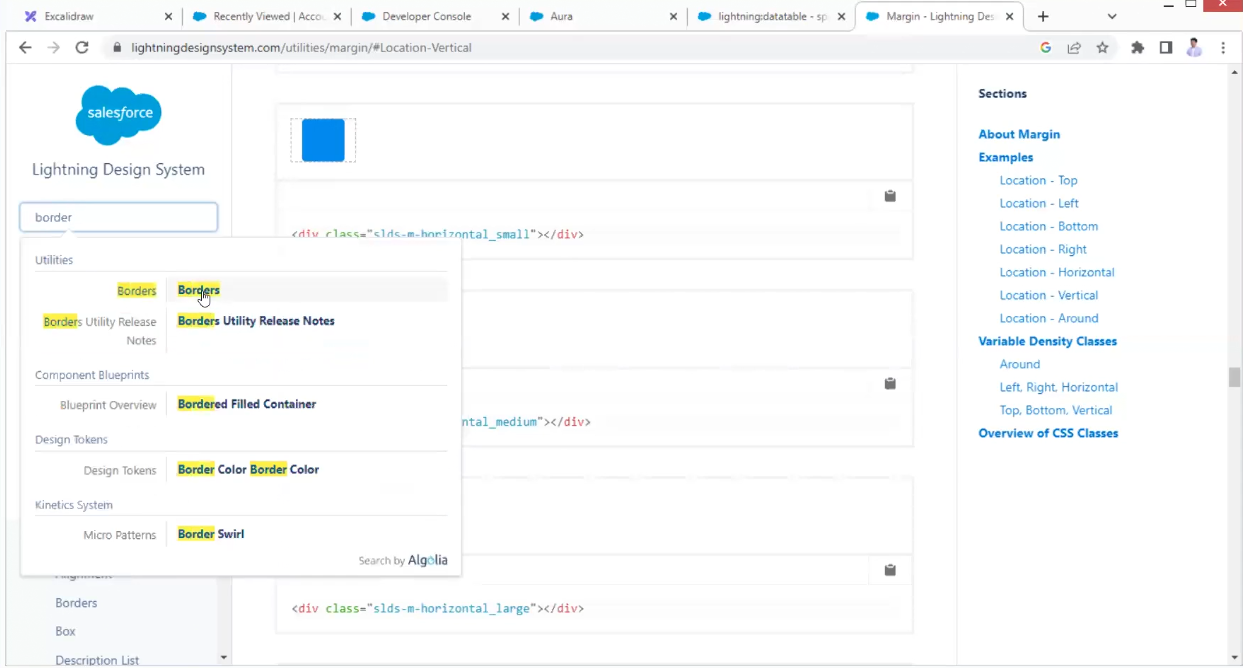 Excalidraw
Recently Viewed | Accou
Developer Console
Aura
lightning:datatable - sp
Margin - Lightning Des
lightningdesignsystem.com/utilities/margin/#Location-Vertical
salesforce
Lightning Design System
border
Utilities
Borders Borders
Borders Utility Release Notes Borders Utility Release Notes
Component Blueprints
Blueprint Overview Bordered Filled Container
Design Tokens
Design Tokens Border Color Border Color
Kinetics System
Micro Patterns Border Swirl
Search by Algolia
Alignment
Borders
Box
Description List
<div class="slds-m-horizontal_small"></div>
ntal_medium"></div>
<div class="slds-m-horizontal_large"></div>
Sections
About Margin
Examples
Location - Top
Location - Left
Location - Bottom
Location - Right
Location - Horizontal
Location - Vertical
Location - Around
Variable Density Classes
Around
Left, Right, Horizontal
Top, Bottom, Vertical
Overview of CSS Classes